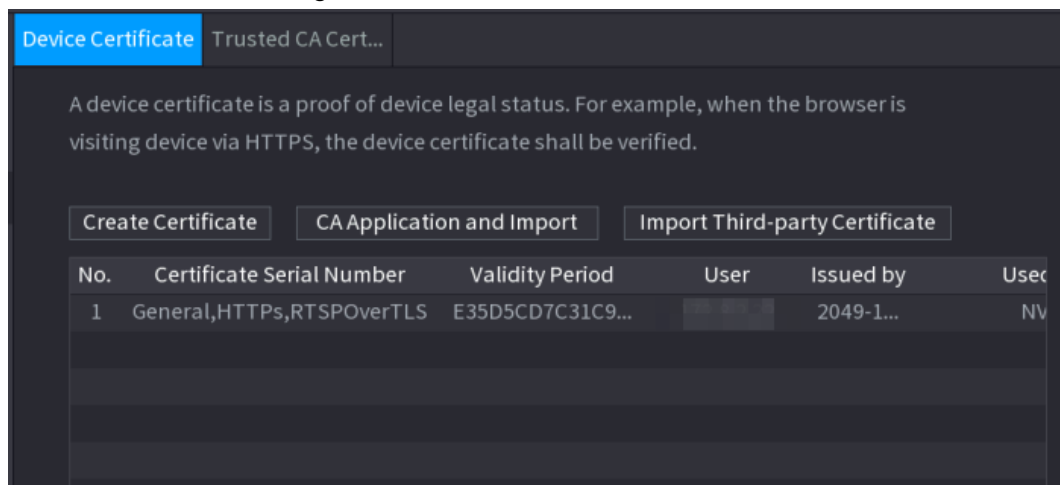 Device Certificate Trusted CA Cert...
A device certificate is a proof of device legal status. For example, when the browser is
visiting device via HTTPS, the device certificate shall be verified.
Create Certificate CA Application and Import Import Third-party Certificate
No. Certificate Serial Number Validity Period User Issued by Used
1 General,HTTPs,RTSPOverTLS E35D5CD7C31C9... 2049-1... NV